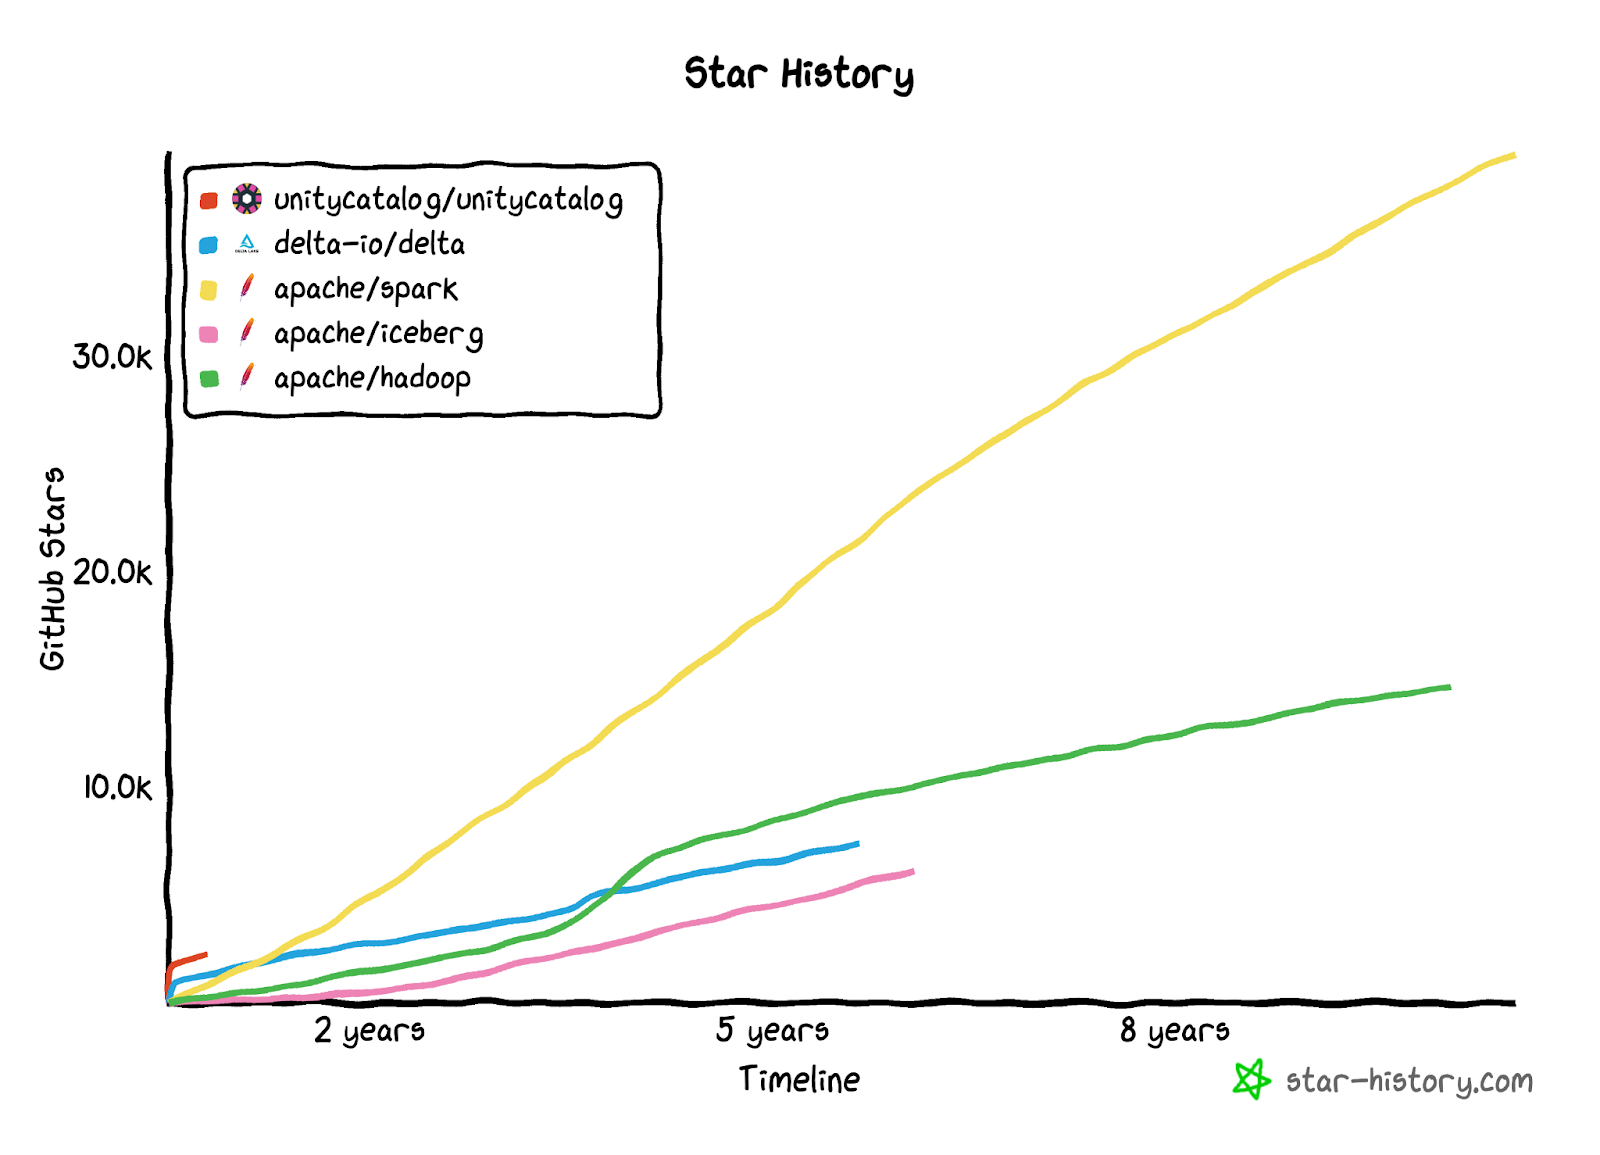 Star History
unitycatalog/unitycatalog
delta-io/delta
apache/spark
apache/iceberg
apache/hadoop
30.0k
20.0k
10.0k
GitHub Stars
2 years
5 years
8 years
Timeline
star-history.com